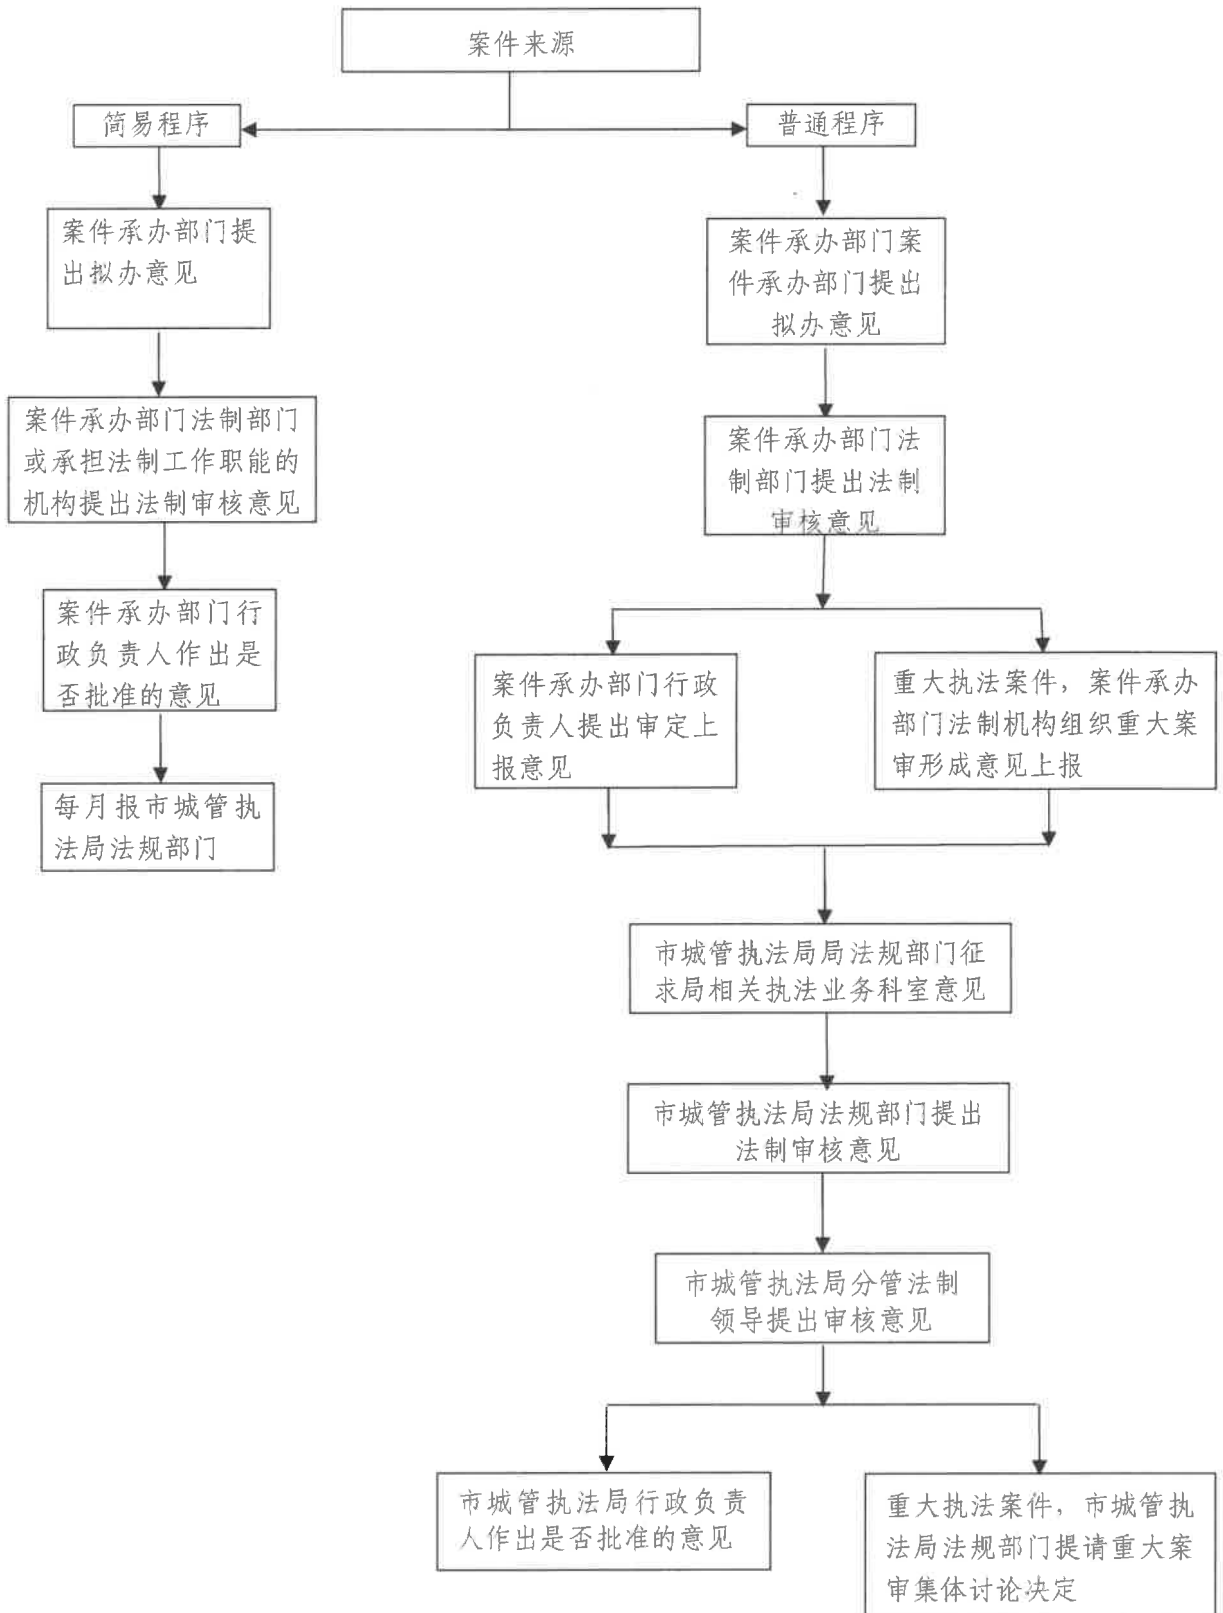 案件来源
简易程序
普通程序
案件承办部门提
出拟办意见
案件承办部门案
件承办部门提出
拟办意见
案件承办部门法制部门
或承担法制工作职能的
机构提出法制审核意见
案件承办部门法
制部门提出法制
审核意见
案件承办部门行
政负责人作出是
否批准的意见
案件承办部门行政
负责人提出审定上
报意见
重大执法案件，案件承办
部门法制机构组织重大案
审形成意见上报
每月报市城管执
法局法规部门
市城管执法局局法规部门征
求局相关执法业务科室意见
市城管执法局法规部门提出
法制审核意见
市城管执法局分管法制
领导提出审核意见
市城管执法局行政负责
人作出是否批准的意见
重大执法案件，市城管执
法局法规部门提请重大案
审集体讨论决定